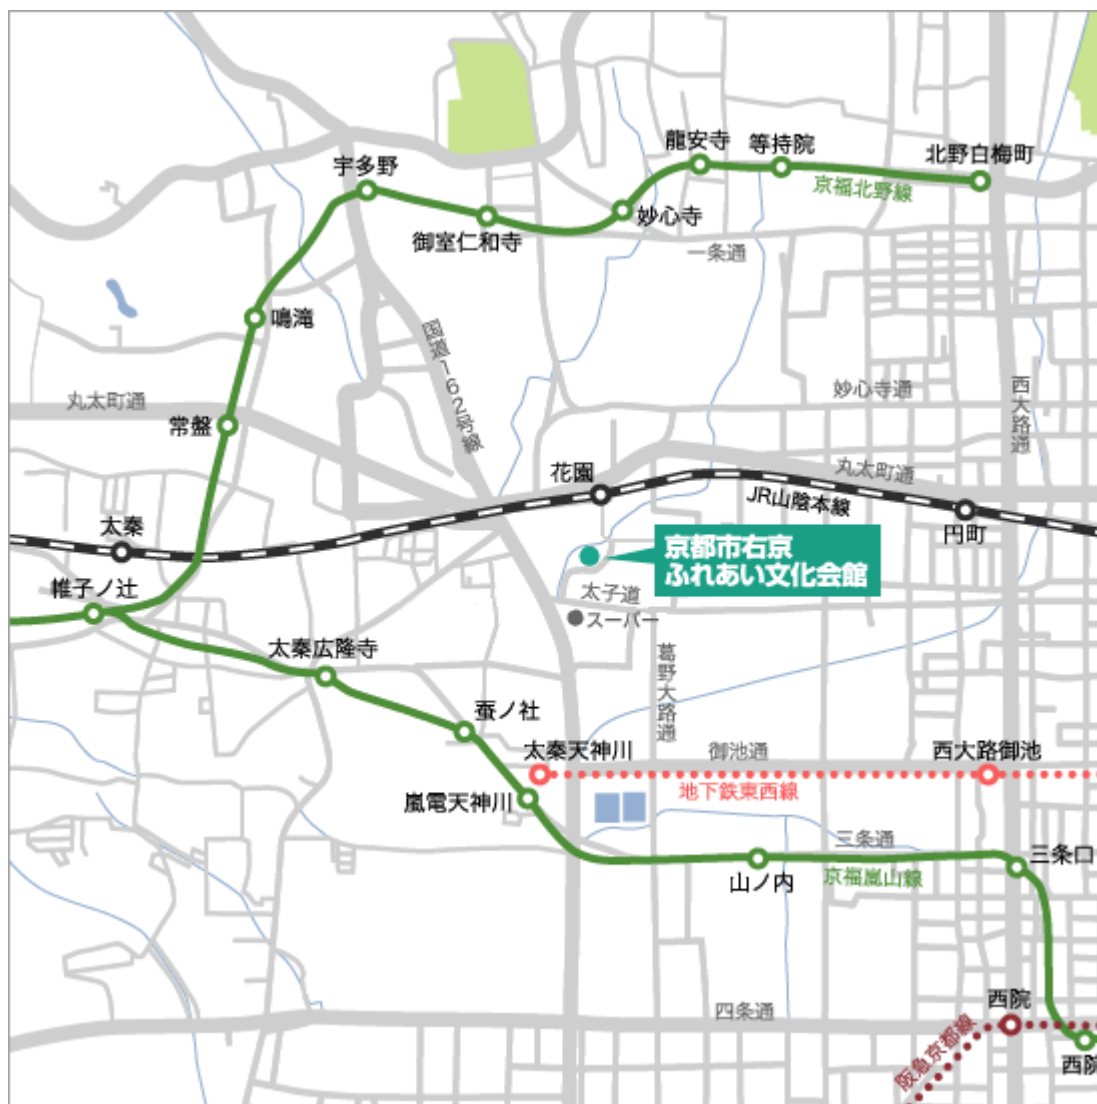 龍安寺
等持院
北野白梅町
宇多野
京福北野線
妙心寺
御室仁和寺
一条通
鳴滝
国道162号線
丸太町通
妙心寺通
西大路通
常盤
花園
丸太町通
JR山陰本線
太秦
円町
京都市右京
ふれあい文化会館
帷子ノ辻
太子道
スーパー
太秦広隆寺
葛野大路通
蚕ノ社
太秦天神川
御池通
西大路御池
地下鉄東西線
嵐電天神川
三条通
三条口
山ノ内
京福嵐山線
西院
四条通
阪急京都線
西院